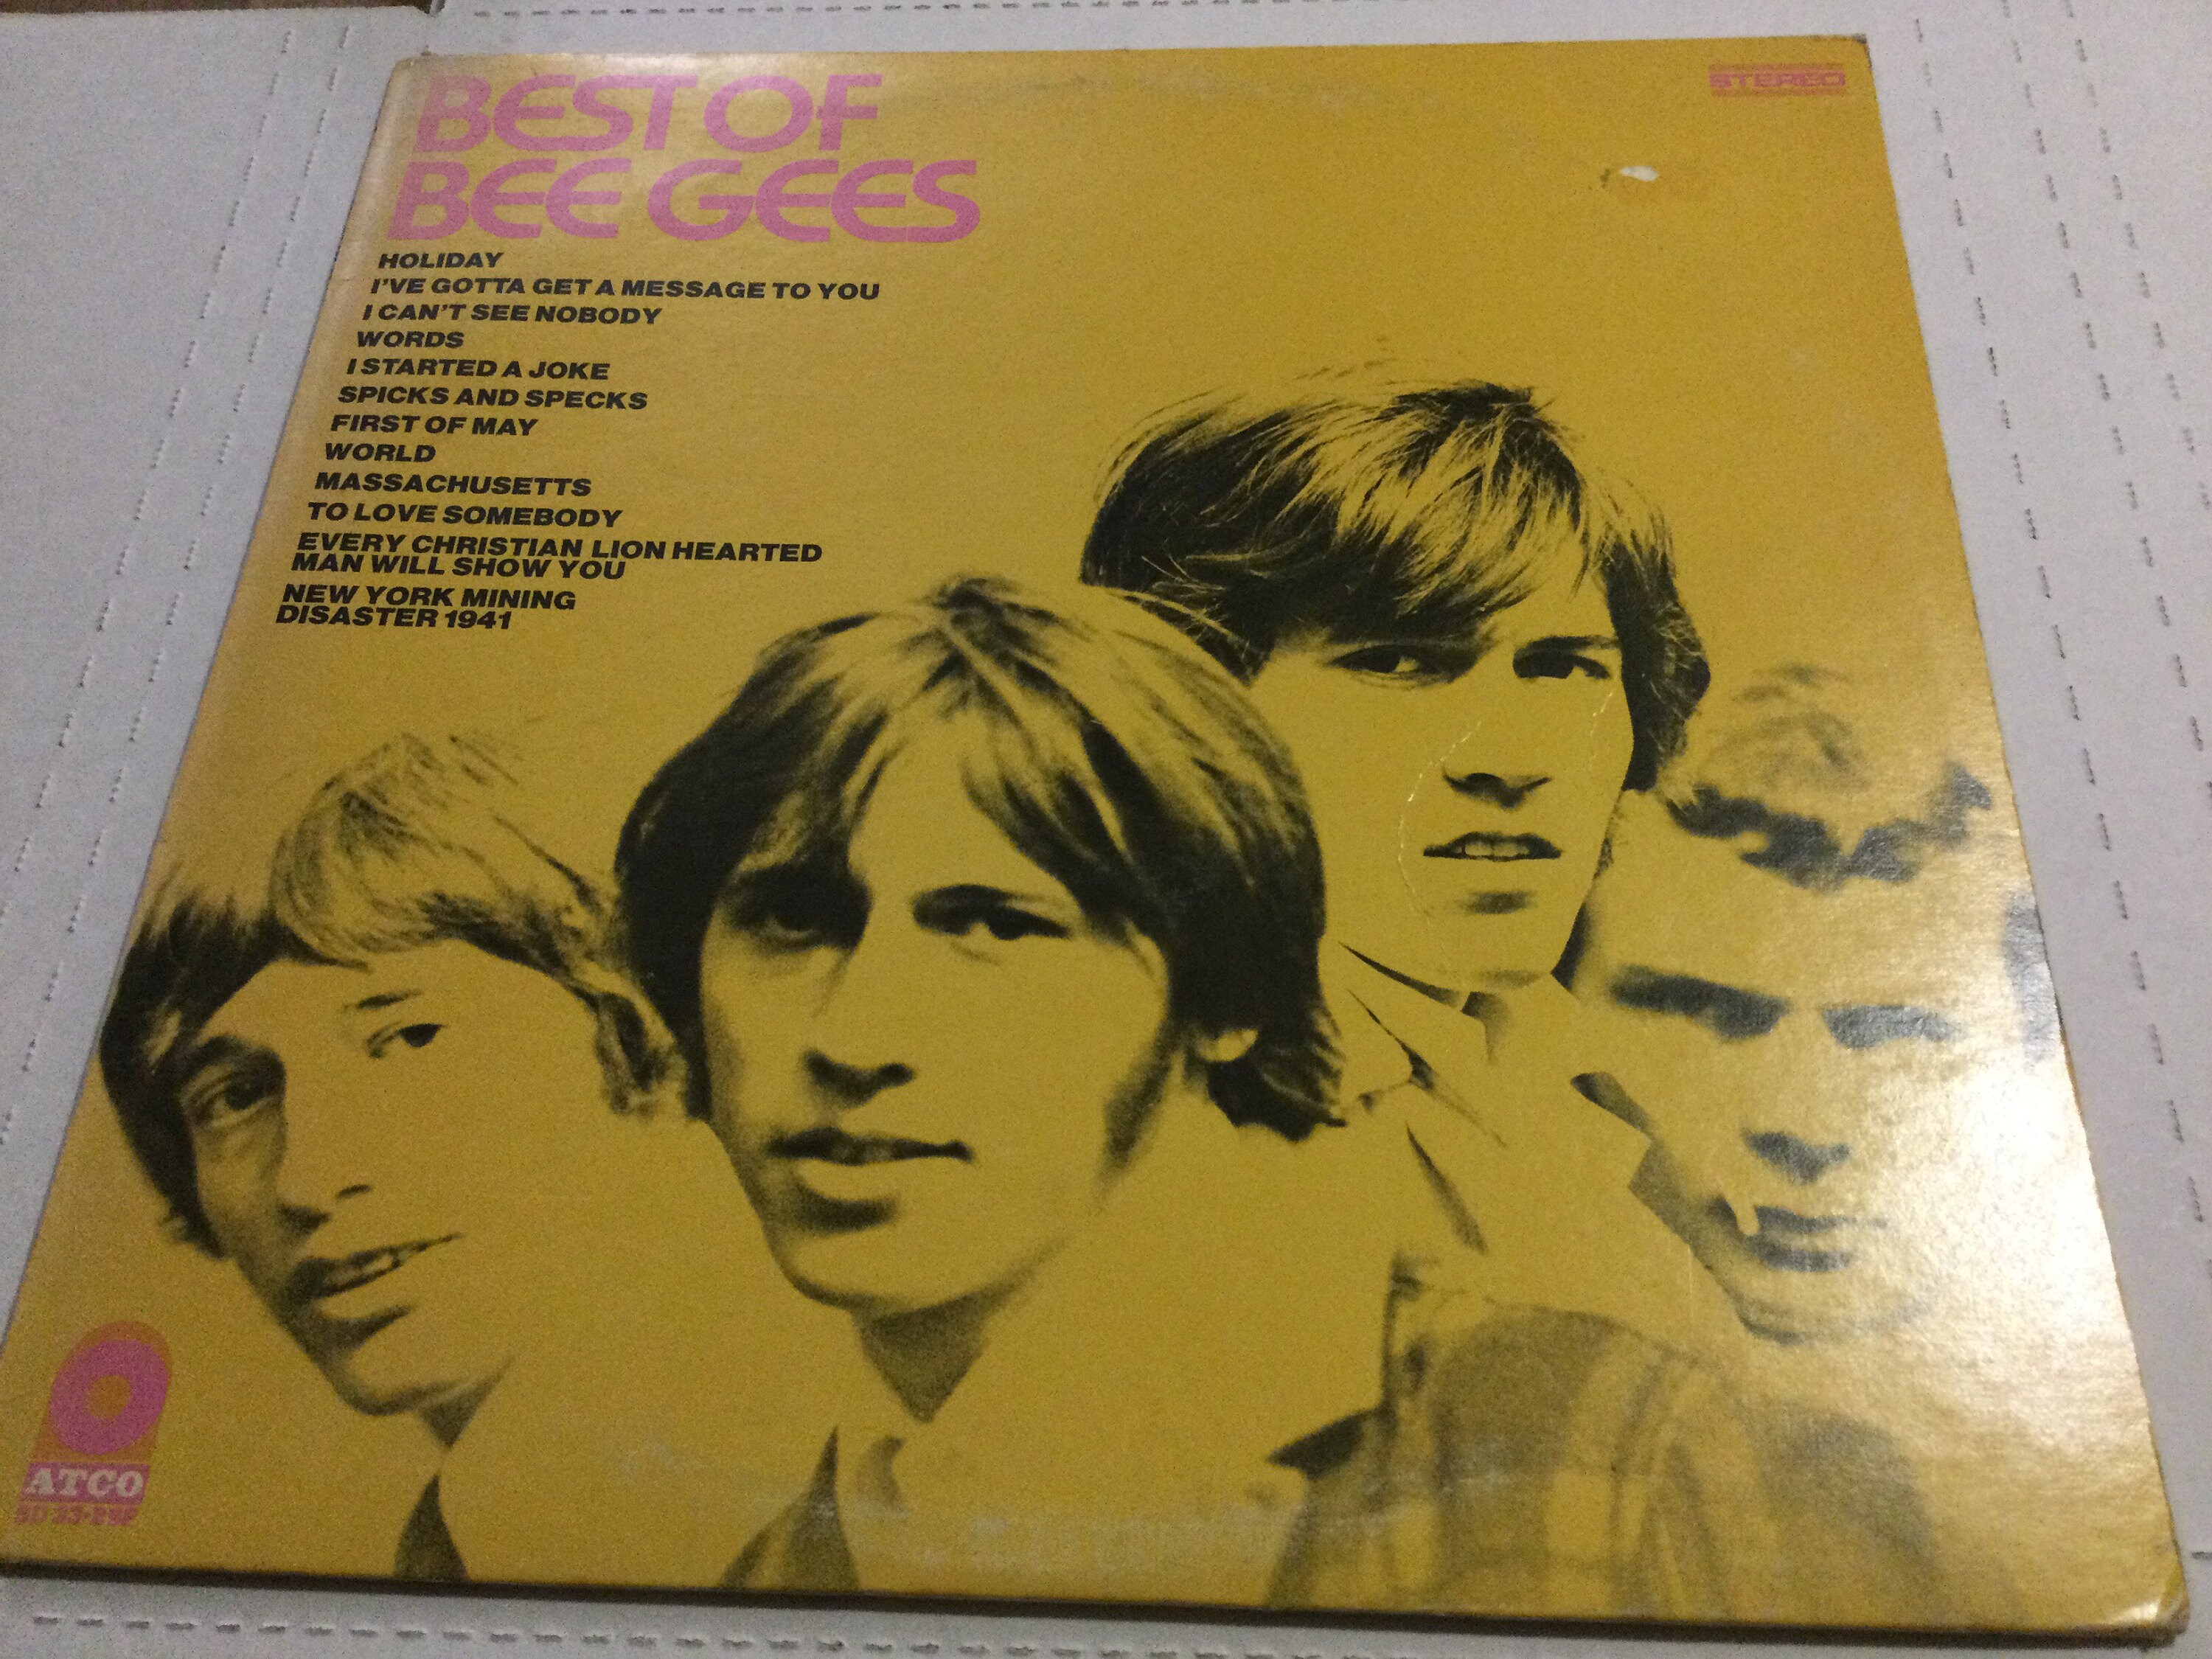 BEST OF
BEE GEES
STEREO
HOLIDAY
I'VE GOTTA GET A MESSAGE TO YOU
I CAN'T SEE NOBODY
WORDS
I STARTED A JOKE
SPICKS AND SPECKS
FIRST OF MAY
WORLD
MASSACHUSETTS
TO LOVE SOMEBODY
EVERY CHRISTIAN LION HEARTED
MAN WILL SHOW YOU
NEW YORK MINING
DISASTER 1941
ATCO